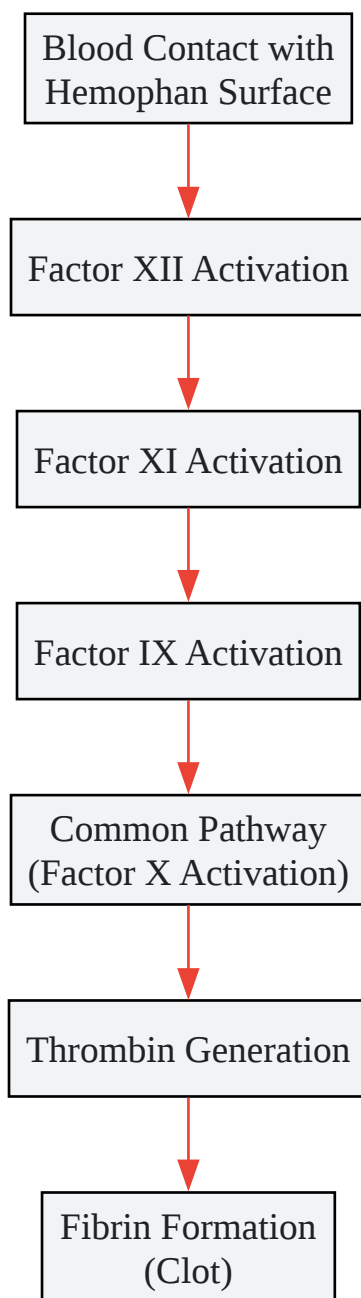 Blood Contact with
Hemophan Surface
Factor XII Activation
Factor XI Activation
Factor IX Activation
Common Pathway
(Factor X Activation)
Thrombin Generation
Fibrin Formation
(Clot)